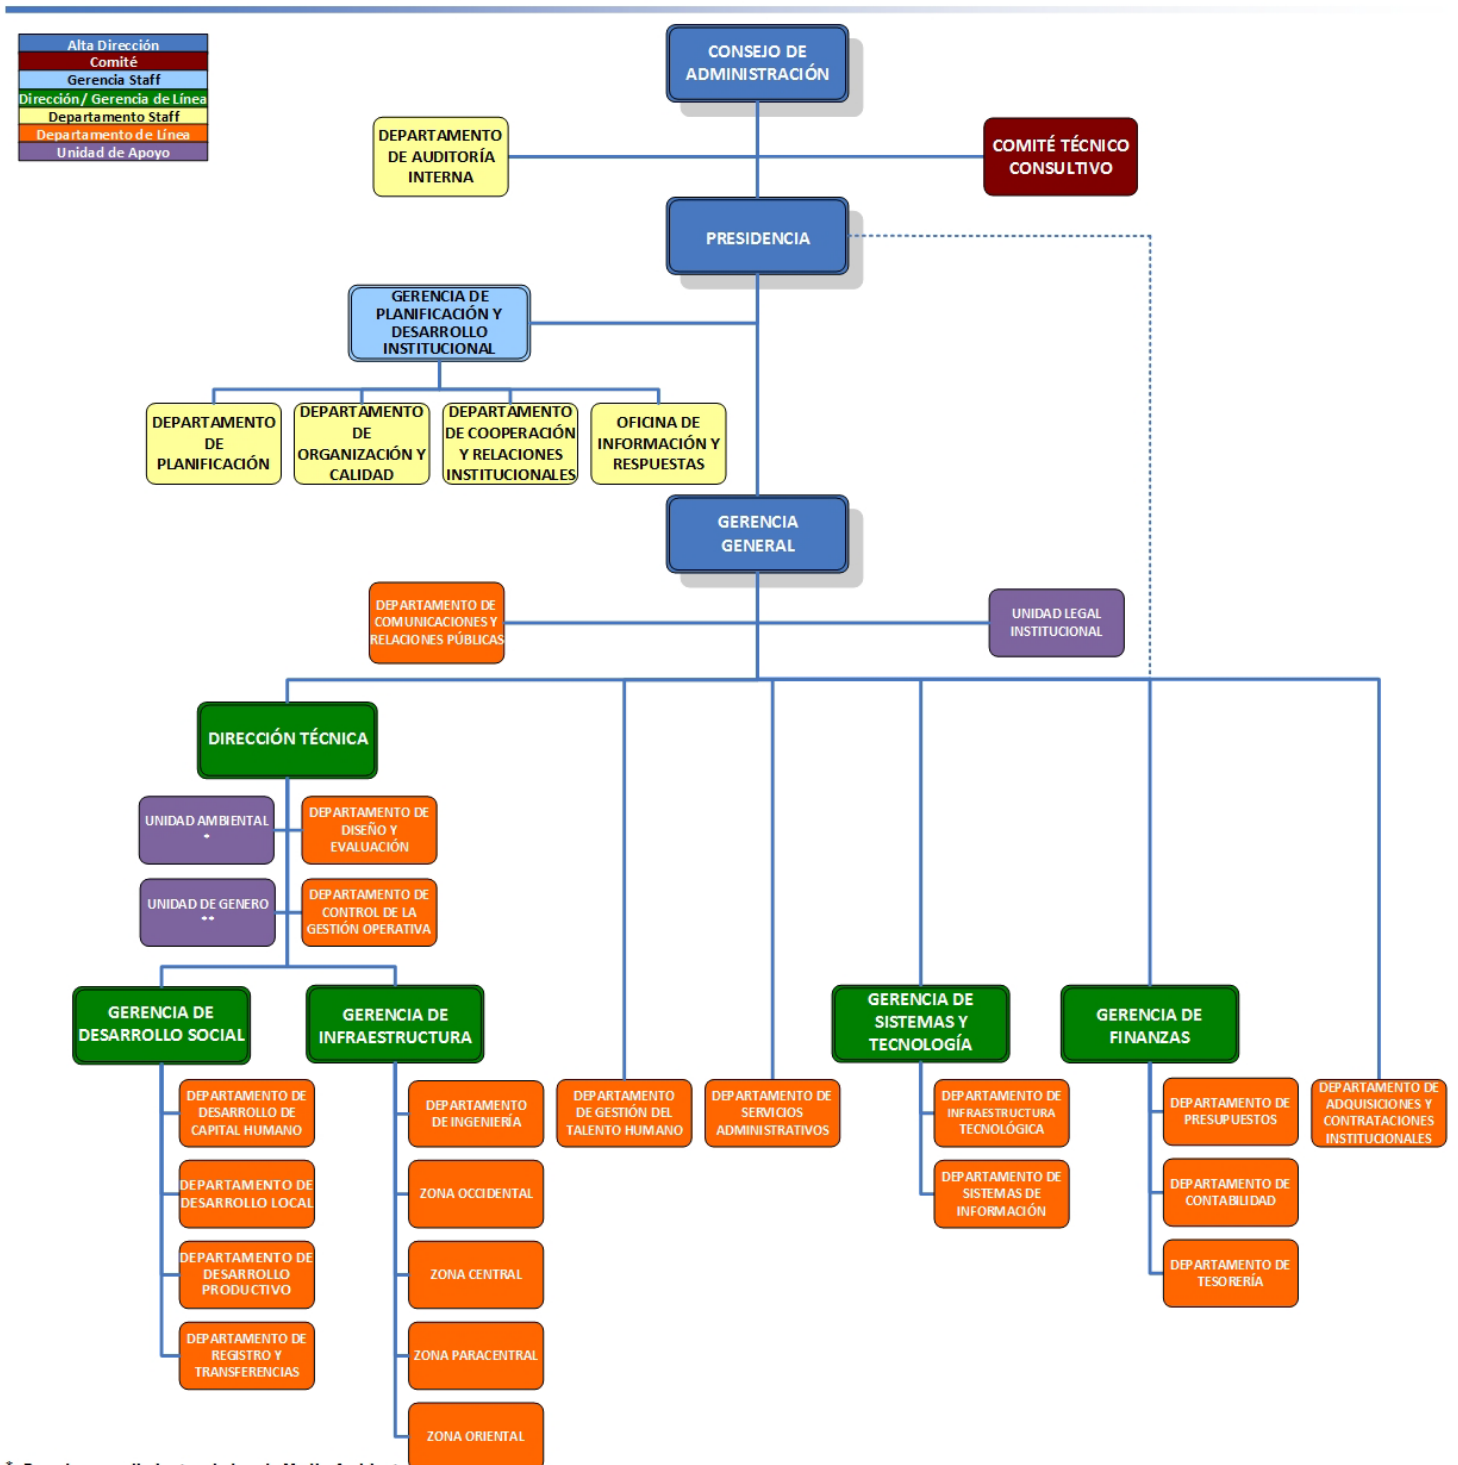 Alta Dirección
Comité
Gerencia Staff
Dirección/ Gerencia de Línea
Departamento Staff
Departamento de Línea
Unidad de Apoyo
CONSEJO DE
ADMINISTRACIÓN
DEPARTAMENTO
DE AUDITORÍA
INTERNA
COMITÉ TÉCNICO
CONSULTIVO
PRESIDENCIA
GERENCIA DE
PLANIFICACIÓN Y
DESARROLLO
INSTITUCIONAL
DEPARTAMENTO
DE
PLANIFICACIÓN
DEPARTAMENTO
DE
ORGANIZACIÓN Y
CALIDAD
DEPARTAMENTO
DE COOPERACIÓN
Y RELACIONES
INSTITUCIONALES
OFICINA DE
INFORMACIÓN Y
RESPUESTAS
GERENCIA
GENERAL
DEPARTAMENTO DE
COMUNICACIONES Y
RELACIONES PÚBLICAS
UNIDAD LEGAL
INSTITUCIONAL
DIRECCIÓN TÉCNICA
UNIDAD AMBIENTAL
*
DEPARTAMENTO DE
DISEÑO Y
EVALUACIÓN
UNIDAD DE GENERO
**
DEPARTAMENTO DE
CONTROL DE LA
GESTIÓN OPERATIVA
GERENCIA DE
DESARROLLO SOCIAL
GERENCIA DE
INFRAESTRUCTURA
GERENCIA DE
SISTEMAS Y
TECNOLOGÍA
GERENCIA DE
FINANZAS
DEPARTAMENTO DE
DESARROLLO DE
CAPITAL HUMANO
DEPARTAMENTO DE
DESARROLLO LOCAL
DEPARTAMENTO DE
DESARROLLO
PRODUCTIVO
DEPARTAMENTO DE
REGISTRO Y
TRANSFERENCIAS
DEPARTAMENTO
DE INGENIERÍA
ZONA OCCIDENTAL
ZONA CENTRAL
ZONA PARACENTRAL
ZONA ORIENTAL
DEPARTAMENTO
DE GESTIÓN DEL
TALENTO HUMANO
DEPARTAMENTO DE
SERVICIOS
ADMINISTRATIVOS
DEPARTAMENTO DE
INFRAESTRUCTURA
TECNOLÓGICA
DEPARTAMENTO DE
SISTEMAS DE
INFORMACIÓN
DEPARTAMENTO DE
PRESUPUESTOS
DEPARTAMENTO DE
CONTABILIDAD
DEPARTAMENTO DE
TESORERÍA
DEPARTAMENTO DE
ADQUISICIONES Y
CONTRATACIONES
INSTITUCIONALES